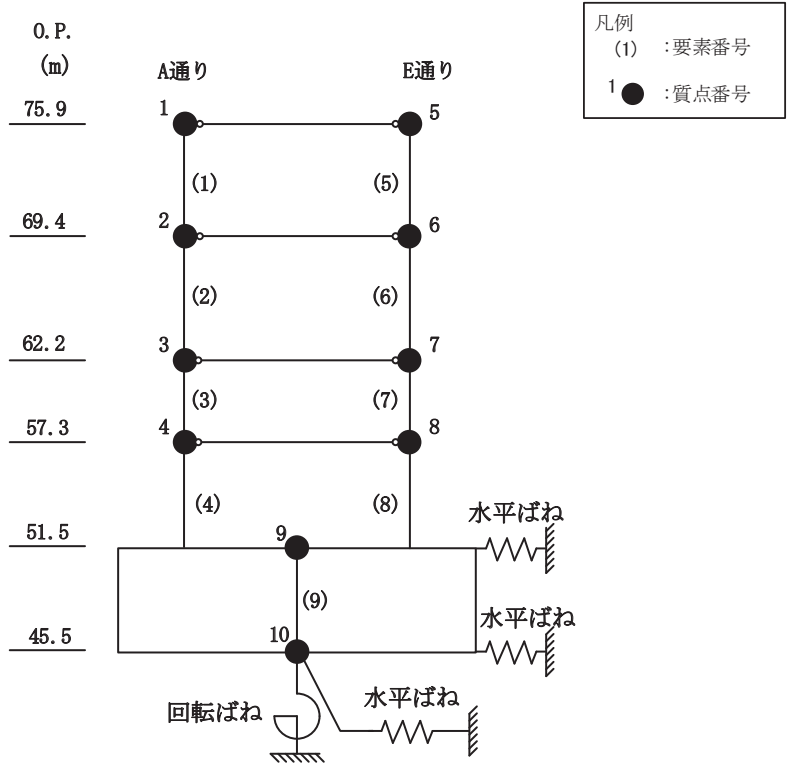 O.P.
(m)
A通り
E通り
凡例
(1) :要素番号
1 :質点番号
75.9
1
5
(1)
(5)
69.4
2
6
(2)
(6)
62.2
3
7
(3)
(7)
57.3
4
8
(4)
(8)
水平ばね
51.5
9
(9)
水平ばね
45.5
10
回転ばね
水平ばね